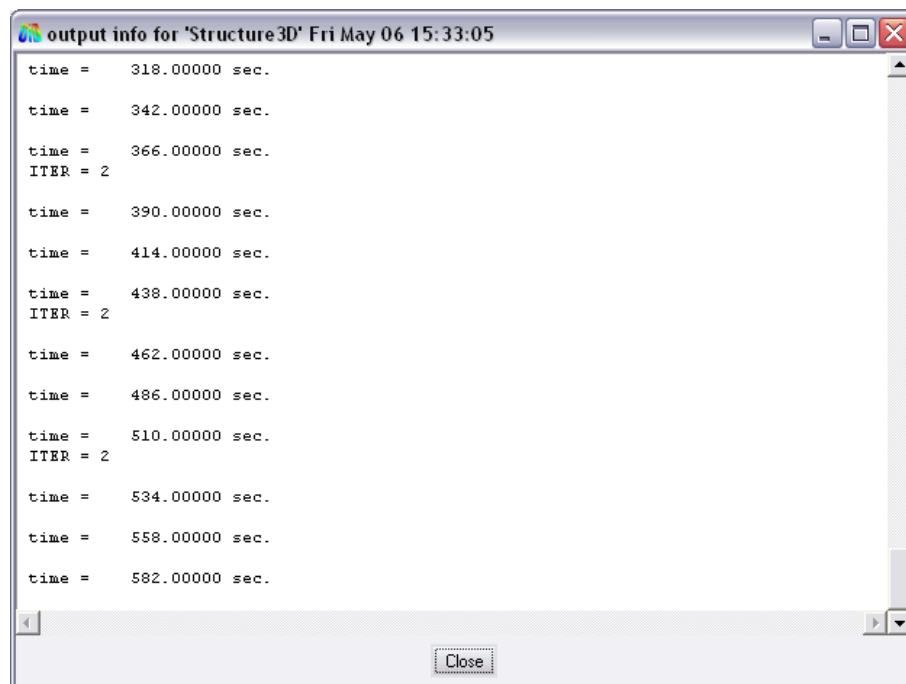 output info for 'Structure3D' Fri May 06 15:33:05
time =     318.00000 sec.
time =     342.00000 sec.
time =     366.00000 sec.
ITER = 2
time =     390.00000 sec.
time =     414.00000 sec.
time =     438.00000 sec.
ITER = 2
time =     462.00000 sec.
time =     486.00000 sec.
time =     510.00000 sec.
ITER = 2
time =     534.00000 sec.
time =     558.00000 sec.
time =     582.00000 sec.
Close